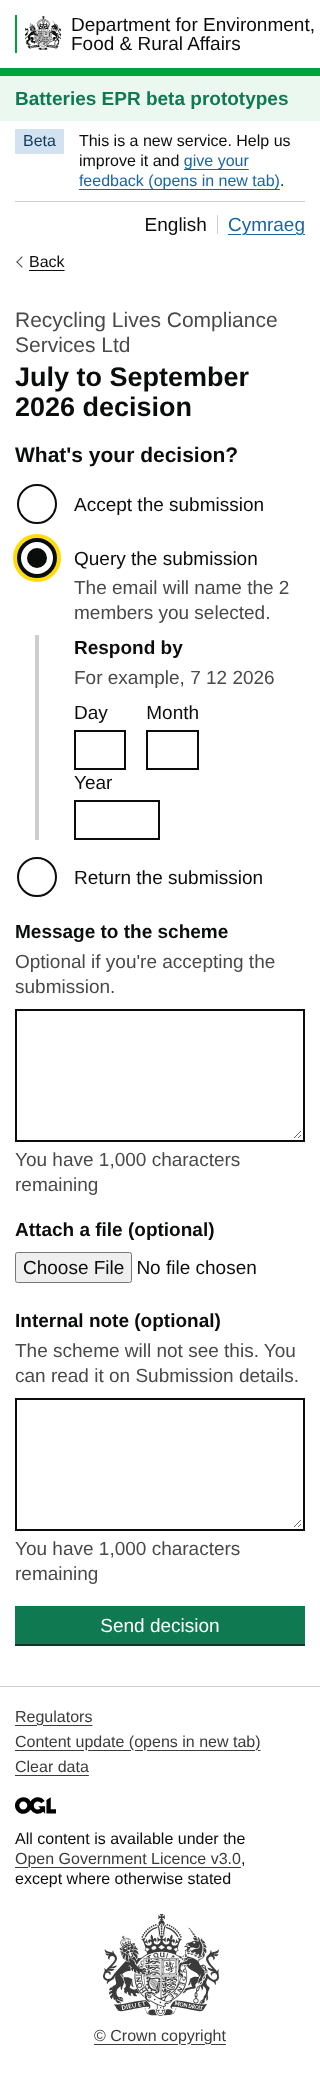 Department for Environment,
Food & Rural Affairs
Batteries EPR beta prototypes
Beta
This is a new service. Help us
improve it and give your
feedback (opens in new tab).
English
Cymraeg
Back
Recycling Lives Compliance
Services Ltd
July to September
2026 decision
What's your decision?
Accept the submission
Query the submission
The email will name the 2
members you selected.
Respond by
For example, 7 12 2026
Day Month
Year
Return the submission
Message to the scheme
Optional if you're accepting the
submission.
You have 1,000 characters
remaining
Attach a file (optional)
Choose File No file chosen
Internal note (optional)
The scheme will not see this. You
can read it on Submission details.
You have 1,000 characters
remaining
Send decision
Regulators
Content update (opens in new tab)
Clear data
OGL
All content is available under the
Open Government Licence v3.0,
except where otherwise stated
DIEU ET MON DROIT
© Crown copyright